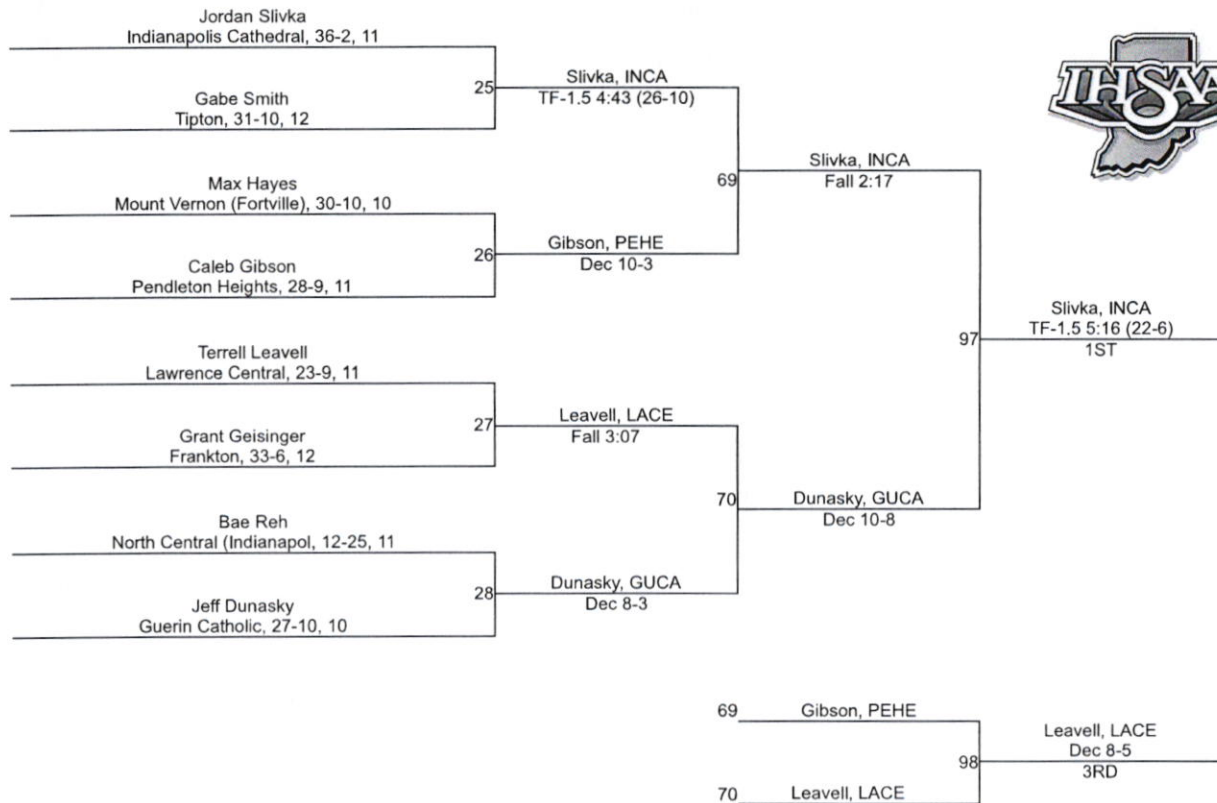 Jordan Slivka
Indianapolis Cathedral, 36-2, 11
25
Slivka, INCA
TF-1.5 4:43 (26-10)
Gabe Smith
Tipton, 31-10, 12
IHSAA
69
Slivka, INCA
Fall 2:17
Max Hayes
Mount Vernon (Fortville), 30-10, 10
26
Gibson, PEHE
Dec 10-3
Caleb Gibson
Pendleton Heights, 28-9, 11
97
Slivka, INCA
TF-1.5 5:16 (22-6)
1ST
Terrell Leavell
Lawrence Central, 23-9, 11
27
Leavell, LACE
Fall 3:07
Grant Geisinger
Frankton, 33-6, 12
70
Dunasky, GUCA
Dec 10-8
Bae Reh
North Central (Indianapol, 12-25, 11
28
Dunasky, GUCA
Dec 8-3
Jeff Dunasky
Guerin Catholic, 27-10, 10
69
Gibson, PEHE
98
Leavell, LACE
Dec 8-5
3RD
70
Leavell, LACE